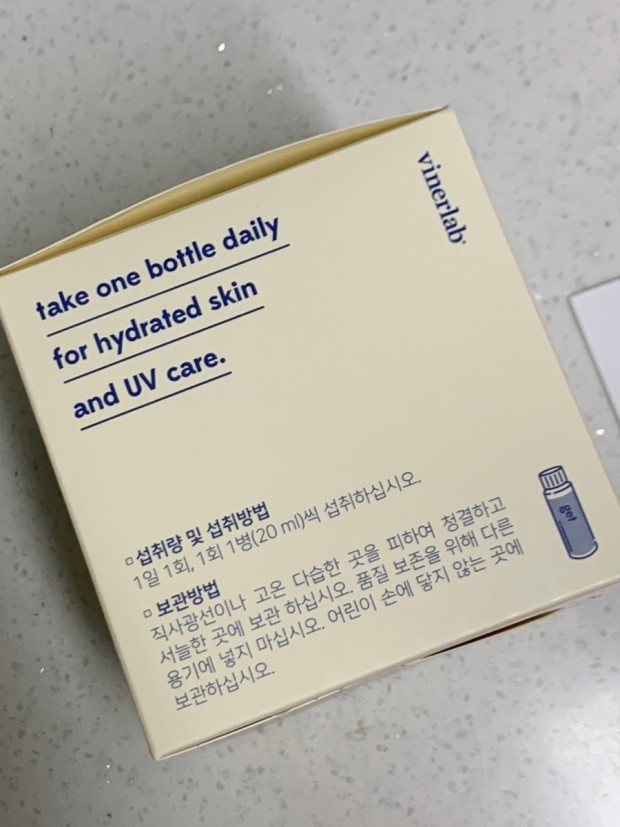 vinerlab
take one bottle daily
for hydrated skin
and UV care.
□ 섭취량 및 섭취방법
1일 1회, 1회 1병(20 ml)씩 섭취하십시오.
□ 보관방법
직사광선이나 고온 다습한 곳을 피하여 청결하고
서늘한 곳에 보관 하십시오. 품질 보존을 위해 다른
용기에 넣지 마십시오. 어린이 손에 닿지 않는 곳에
보관하십시오.
get